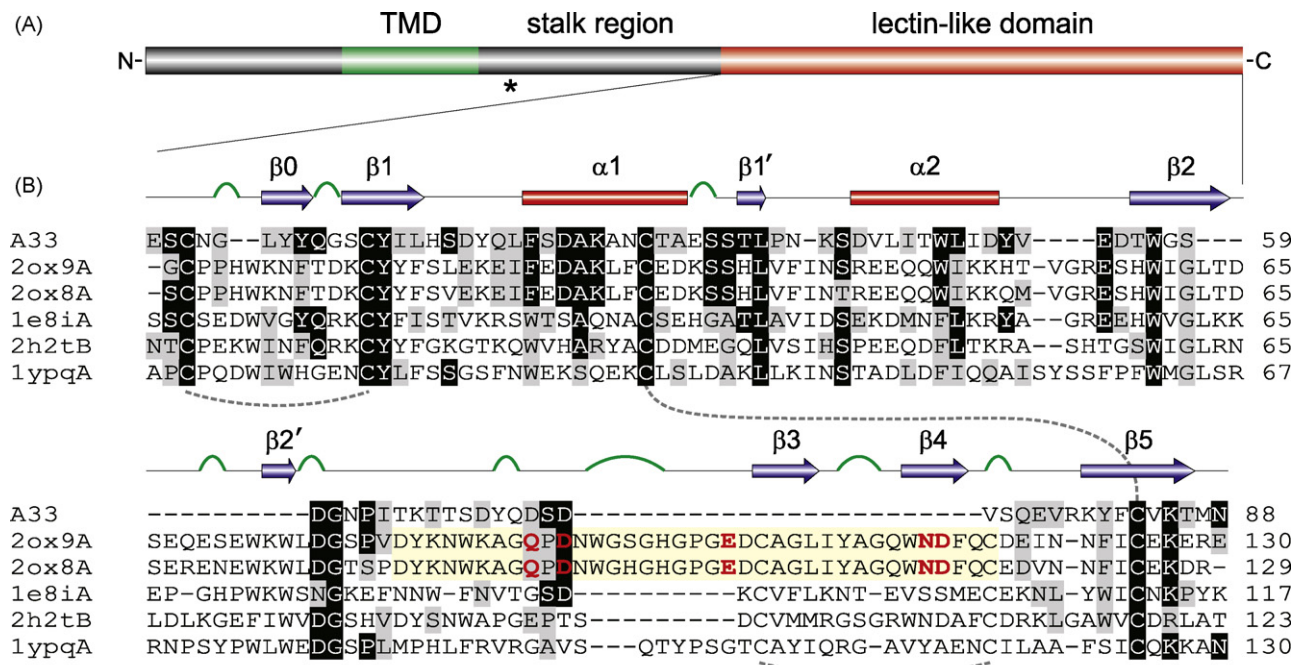 (A)
TMD stalk region lectin-like domain
N- -C
*
(B)
β0 β1 α1 β1′ α2 β2
A33 ESCNG--LYYQGSCYILHSDYQLFSDAKANCTAESSTLPN-KSDVLITWLIDYV---EDTWGS---- 59
2ox9A -GCPPHWKNFTDKCYYFSLEKEIFEDAKLFCEDKSSHLVFINSREEQQWIKKHT-VGRESHWIGLTD 65
2ox8A -SCPPHWKNFTDKCYYFSVEKEIFEDAKLFCEDKSSHLVFINTREEQQWIKKQM-VGRESHWIGLTD 65
1e8iA SSCSEDWVGYQRKCYFISTVKRSWTSAQNACSEHGATLAVIDSEKDMNFLKRYA--GREEHWVGLKK 65
2h2tB NTCPEKWINFQRKCYYFGKGTKQWVHARYACDDMEGQLVSIHSPEEQDFLTKRA--SHTGSWIGLRN 65
1ypqA APCPQDWIWHGENCYLFSSGSFNWEKSQEKCLSLDAKLLKINSTADLDFIQQAISYSSFPFWMGLSR 67
β2′ β3 β4 β5
A33 ----------DGNPITKTTSDYQDSD-------------------------VSQEVRKYFCVKTMN 88
2ox9A SEQESEWKWLDGSPVDYKNWKAGQPDNWGSGHGPGEDCAGLIYAGQWNDFQCDEIN-NFICEKERE 130
2ox8A SERENEWKWLDGTSPDYKNWKAGQPDNWGHGHGPGEDCAGLIYAGQWNDFQCEDVN-NFICEKDR- 129
1e8iA EP-GHPWKWSNGKEFNNW-FNVTGSD----------KCVFLKNT-EVSSMECEKNL-YWICNKPYK 117
2h2tB LDLKGEFIWVDGSHVDYSNWAPGEPTS---------DCVMMRGSGRWNDAFCDRKLGAWVCDRLAT 123
1ypqA RNPSYPWLWEDGSPLMPHLFRVRGAVS---QTYPSGTCAYIQRG-AVYAENCILAA-FSICQKKAN 130